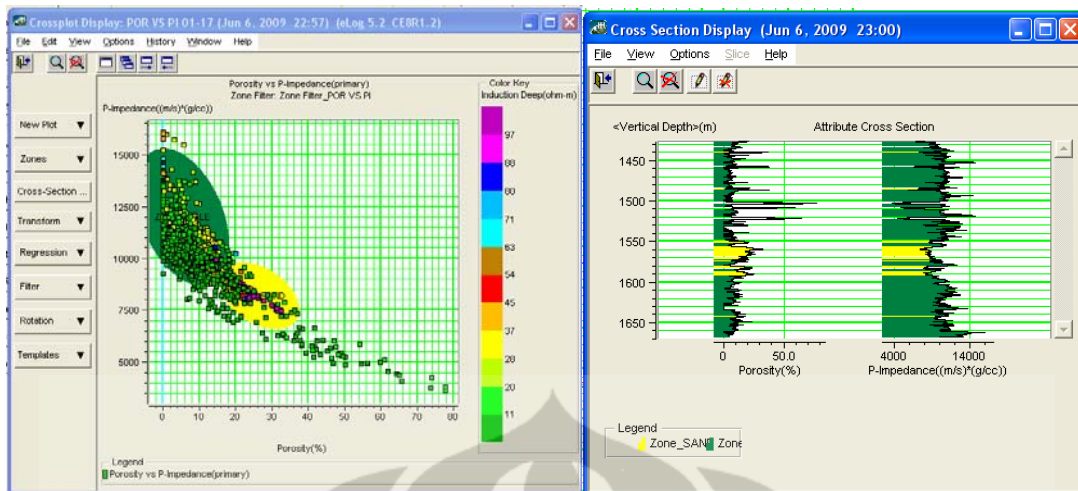 Crossplot Display: POR VS PI 01-17 (Jun 6, 2009 22:57) (eLog 5.2_CE8R1.2)
File Edit View Options History Window Help
New Plot
Zones
Cross-Section ...
Transform
Regression
Filter
Rotation
Templates
Porosity vs P-Impedance(primary)
Zone Filter: Zone Filter_POR VS PI
P-Impedance((m/s)*(g/cc))
15000
12500
10000
7500
5000
0 10 20 30 40 50 60 70 80
Porosity(%)
Legend
Porosity vs P-Impedance(primary)
Color Key
Induction Deep(ohm-m)
97
88
80
71
63
54
45
37
28
20
11
Cross Section Display (Jun 6, 2009 23:00)
File View Options Slice Help
<Vertical Depth>(m)
Attribute Cross Section
1450
1500
1550
1600
1650
0 50.0
Porosity(%)
4000 14000
P-Impedance((m/s)*(g/cc))
Legend
Zone_SAN Zone